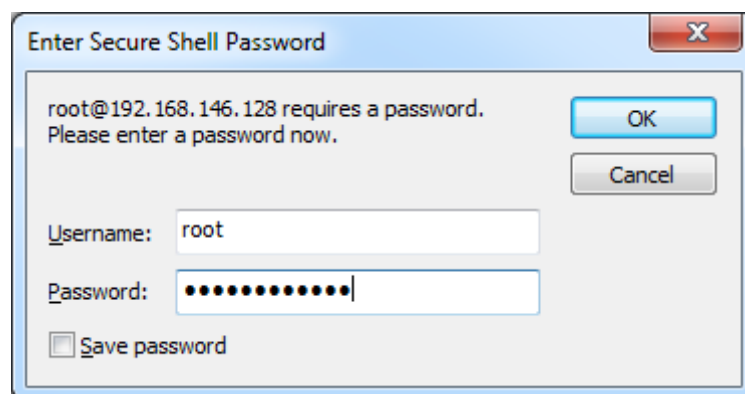 Enter Secure Shell Password
root@192.168.146.128 requires a password.
Please enter a password now.
OK
Cancel
Username: root
Password: ●●●●●●●●●●●●
Save password